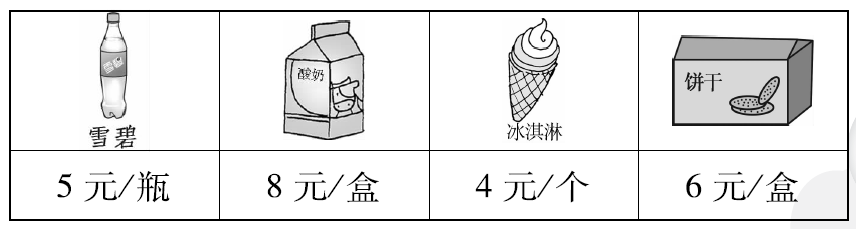 雪碧
酸奶
冰淇淋
饼干
5 元/瓶
8 元/盒
4 元/个
6 元/盒